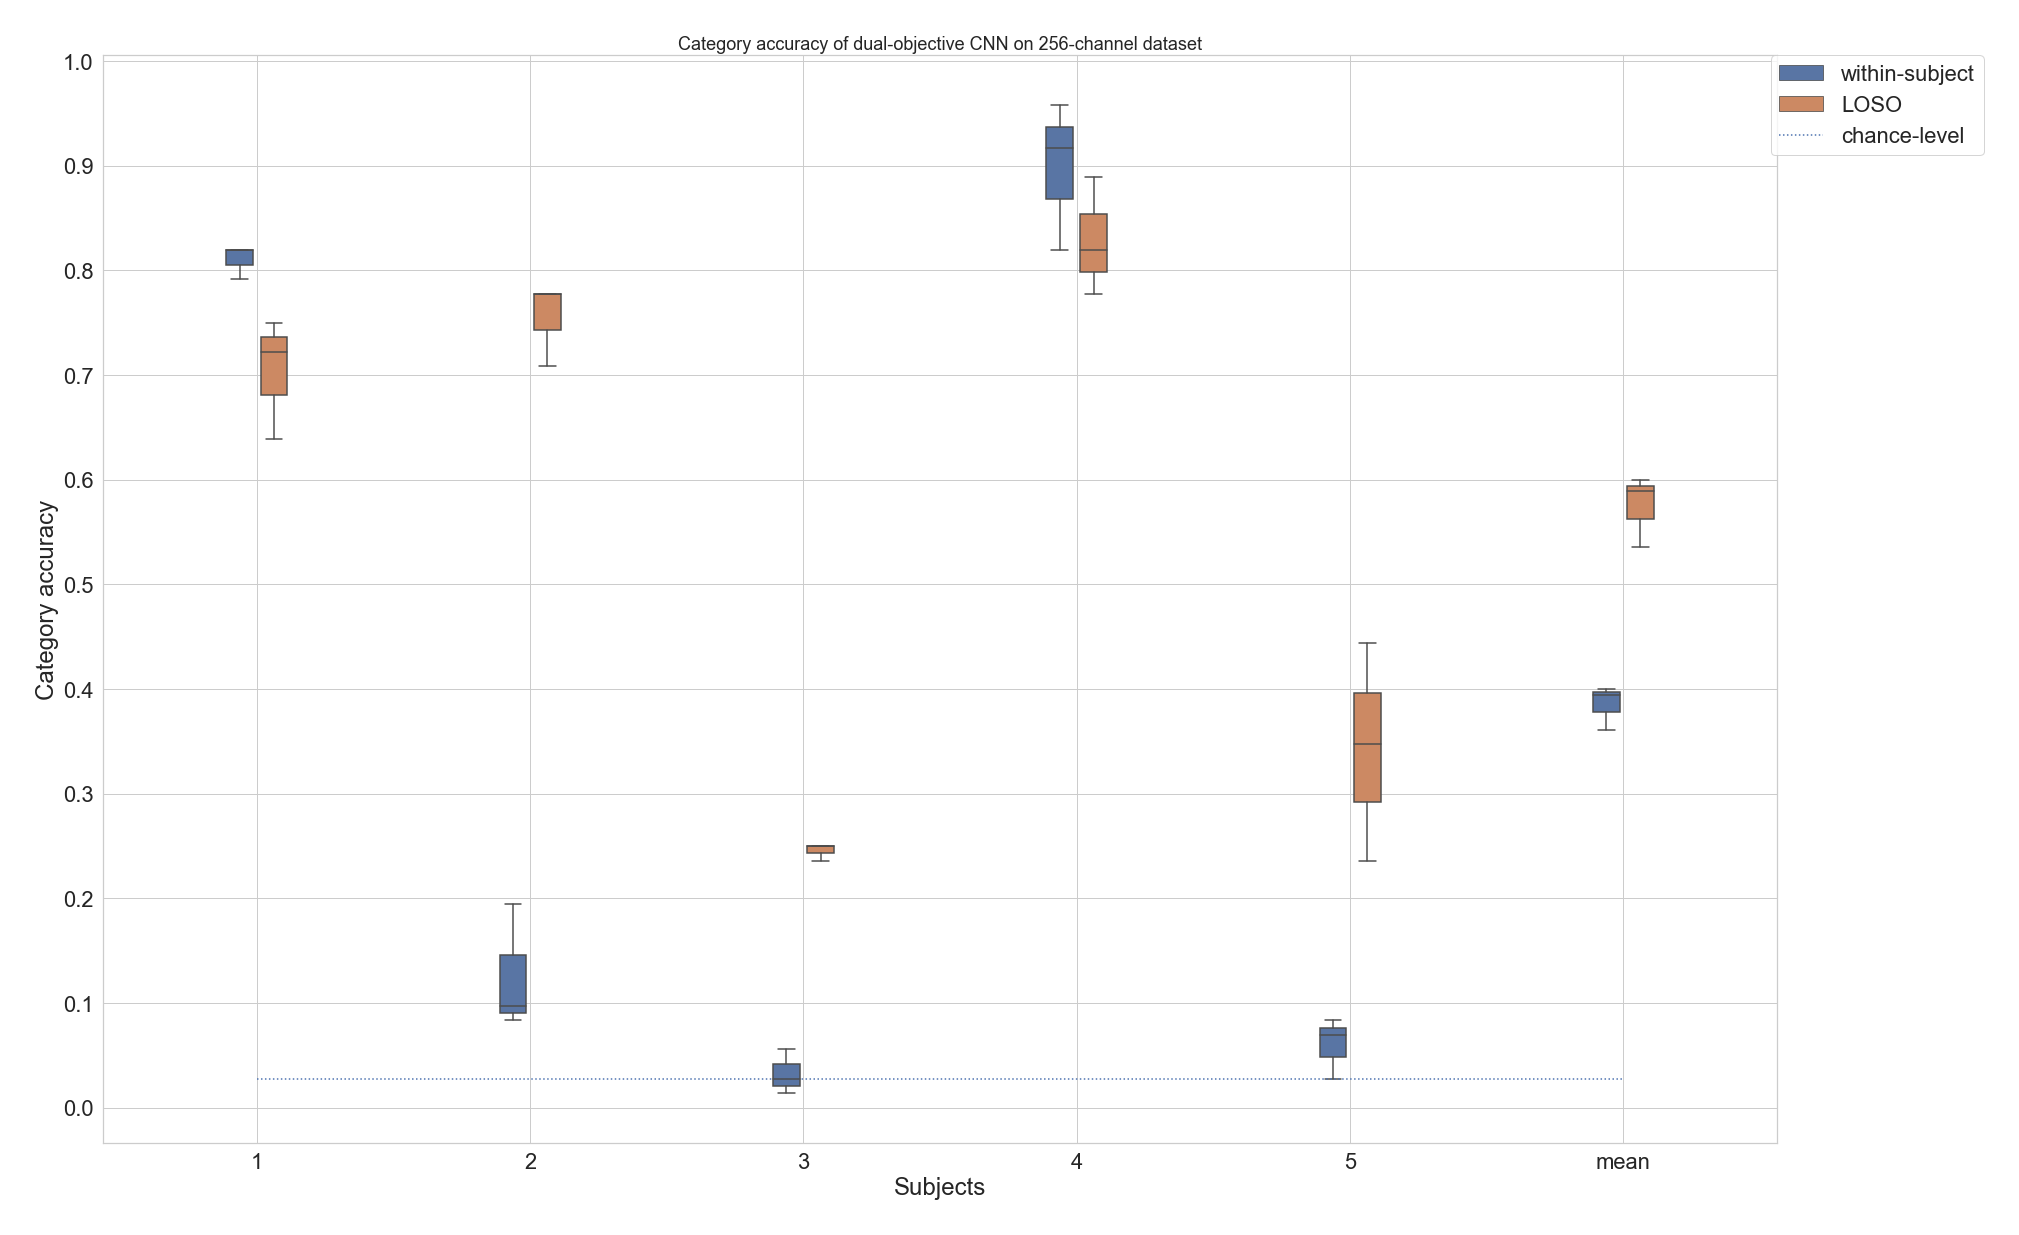 Category accuracy of dual-objective CNN on 256-channel dataset
within-subject
LOSO
chance-level
1.0
0.9
0.8
0.7
0.6
0.5
0.4
0.3
0.2
0.1
0.0
Category accuracy
1 2 3 4 5 mean
Subjects